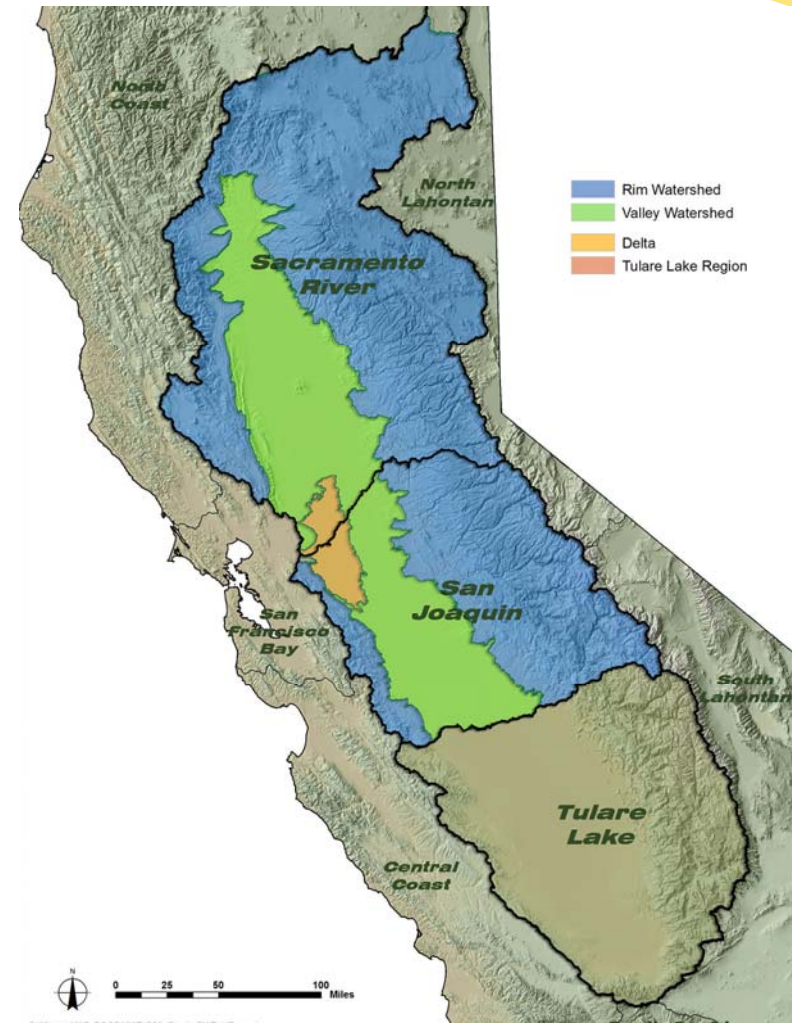 North
Coast
North
Lahontan
Rim Watershed
Valley Watershed
Delta
Tulare Lake Region
Sacramento
River
San
Joaquin
San
Francisco
Bay
South
Lahontan
Tulare
Lake
Central
Coast
N
0 25 50 100
Miles